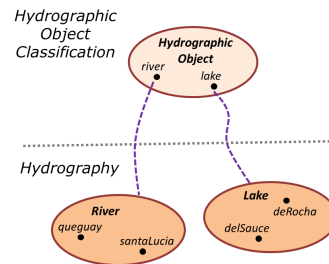 Hydrographic
Object
Classification
Hydrographic
Object
river
lake
Hydrography
River
queguay
santaLucia
Lake
deRocha
delSauce